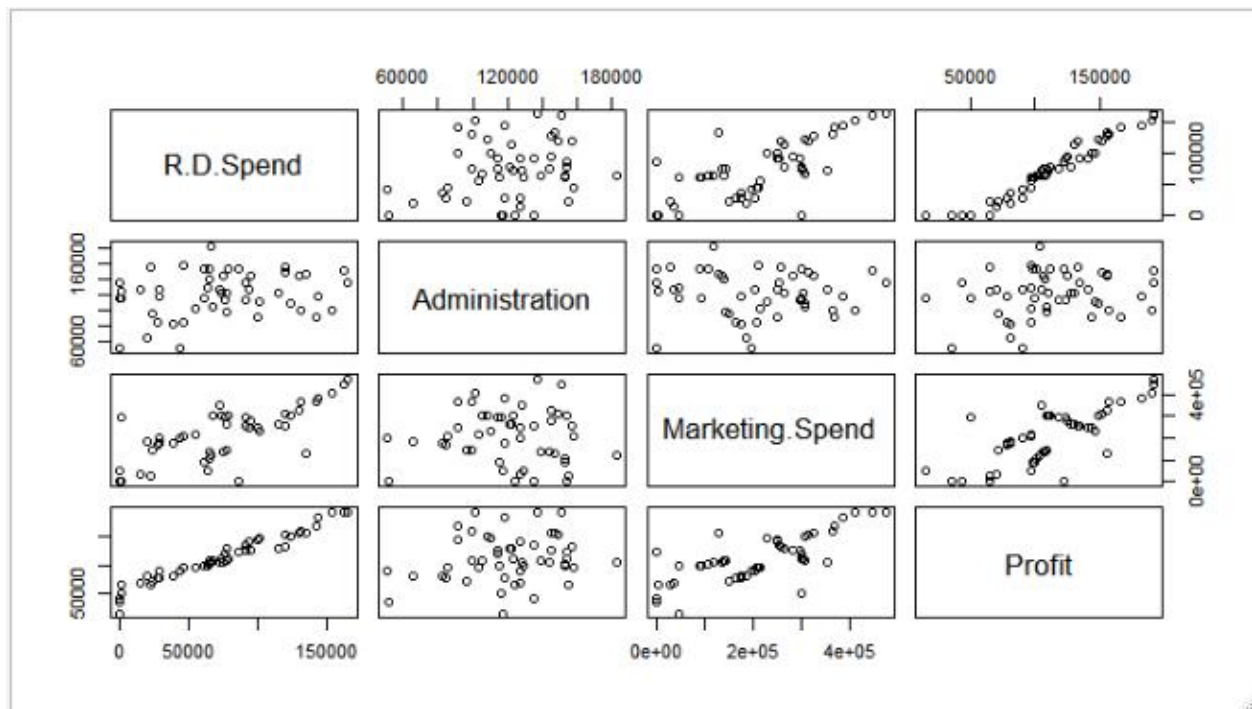 60000 120000 180000 50000 150000
R.D.Spend
0 100000
60000 160000
Administration
Marketing.Spend
0e+00 4e+05
50000
Profit
0 50000 150000 0e+00 2e+05 4e+05